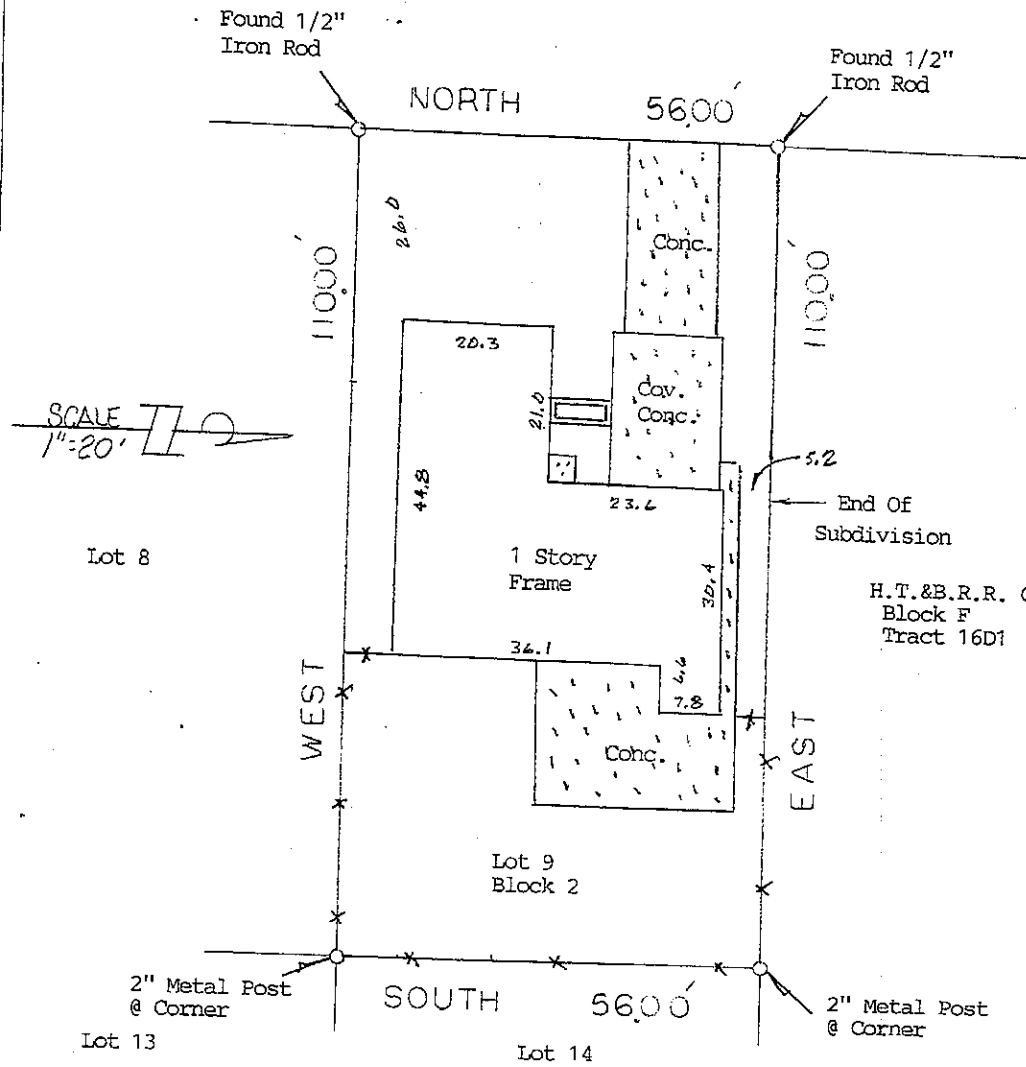 Found 1/2"
Iron Rod
Found 1/2"
Iron Rod
NORTH
56.00'
110.00'
26.0
Conc.
110.00'
20.3
SCALE
1"=20'
21.0
Cov.
Conc.
44.8
23.6
5.2
End Of
Subdivision
Lot 8
1 Story
Frame
30.4
H.T.&B.R.R.
Block F
Tract 16D1
36.1
6.6
7.8
WEST
Conc.
EAST
Lot 9
Block 2
2" Metal Post
@ Corner
SOUTH
56.00'
2" Metal Post
@ Corner
Lot 13
Lot 14